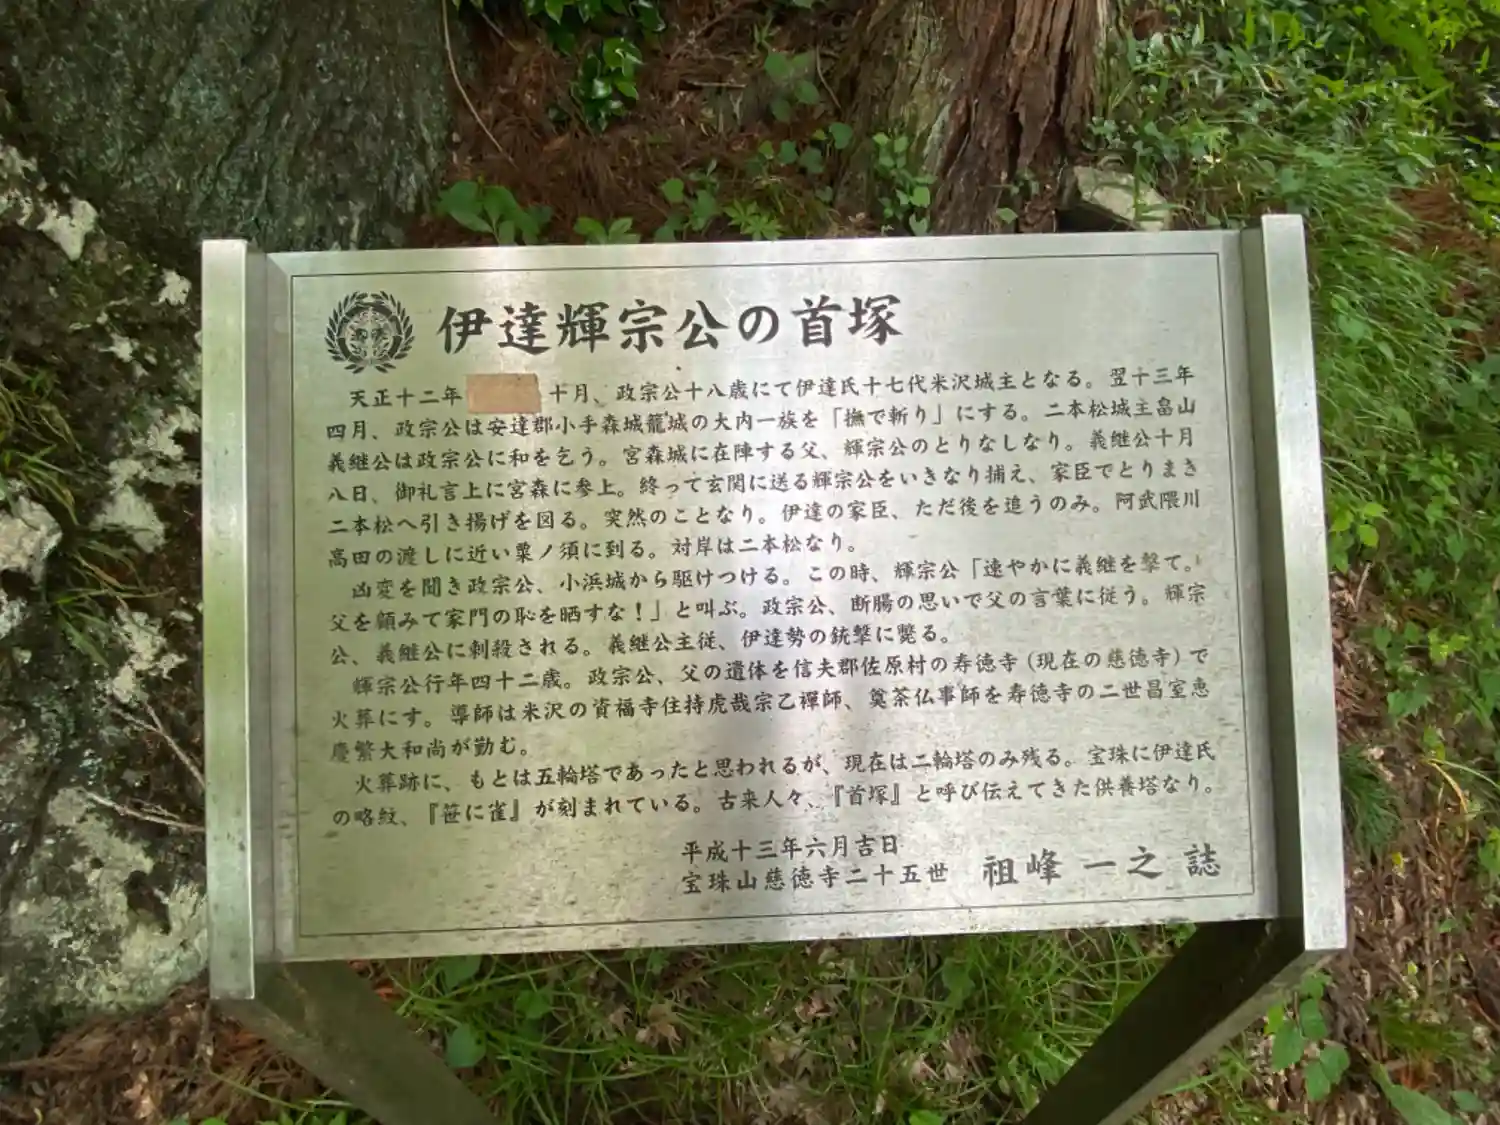 伊達輝宗公の首塚
天正十二年 十月、政宗公十八歳にて伊達氏十七代米沢城主となる。翌十三年
四月、政宗公は安達郡小手森城籠城の大内一族を「撫で斬り」にする。二本松城主畠山
義継公は政宗公に和を乞う。宮森城に在陣する父、輝宗公のとりなしなり。義継公十月
八日、御礼言上に宮森に参上。終って玄関に送る輝宗公をいきなり捕え、家臣でとりまき
二本松へ引き揚げを図る。突然のことなり。伊達の家臣、ただ後を追うのみ。阿武隈川
高田の渡しに近い粟ノ須に到る。対岸は二本松なり。
凶変を聞き政宗公、小浜城から駆けつける。この時、輝宗公「速やかに義継を撃て。
父を顧みて家門の恥を晒すな！」と叫ぶ。政宗公、断腸の思いで父の言葉に従う。輝宗
公、義継公に刺殺される。義継公主従、伊達勢の銃撃に斃る。
輝宗公行年四十二歳。政宗公、父の遺体を信夫郡佐原村の寿徳寺（現在の慈徳寺）で
火葬にす。導師は米沢の資福寺住持虎哉宗乙禅師、奠茶仏事師を寿徳寺の二世昌室恵
慶繁大和尚が勤む。
火葬跡に、もとは五輪塔であったと思われるが、現在は二輪塔のみ残る。宝珠に伊達氏
の略紋、『笹に雀』が刻まれている。古来人々、『首塚』と呼び伝えてきた供養塔なり。
平成十三年六月吉日
宝珠山慈徳寺二十五世 祖峰 一之 誌